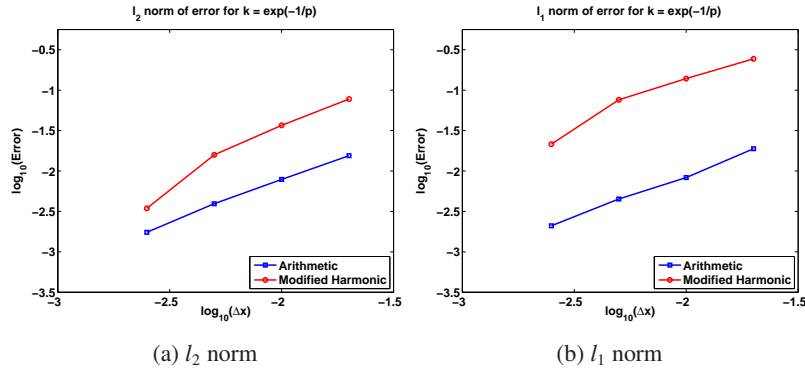 l2 norm of error for k = exp(-1/p)
log10(Error)
-0.5
-1
-1.5
-2
-2.5
-3
-3.5
-3
-2.5
-2
-1.5
log10(Δx)
Arithmetic
Modified Harmonic
(a) l2 norm
l1 norm of error for k = exp(-1/p)
log10(Error)
-0.5
-1
-1.5
-2
-2.5
-3
-3.5
-3
-2.5
-2
-1.5
log10(Δx)
Arithmetic
Modified Harmonic
(b) l1 norm